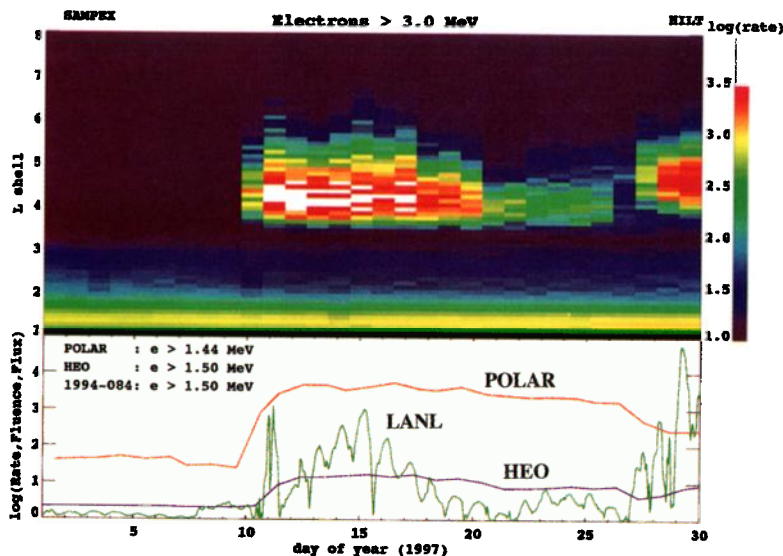 SAMPEX Electrons > 3.0 MeV HILT
log(rate)
8
7
6
5
4
3
2
1
L shell
3.5
3.0
2.5
2.0
1.5
1.0
POLAR : e > 1.44 MeV
HEO : e > 1.50 MeV
1994-084: e > 1.50 MeV
POLAR
LANL
HEO
4
3
2
1
0
log(Rate,Fluence,Flux)
5 10 15 20 25 30
day of year (1997)